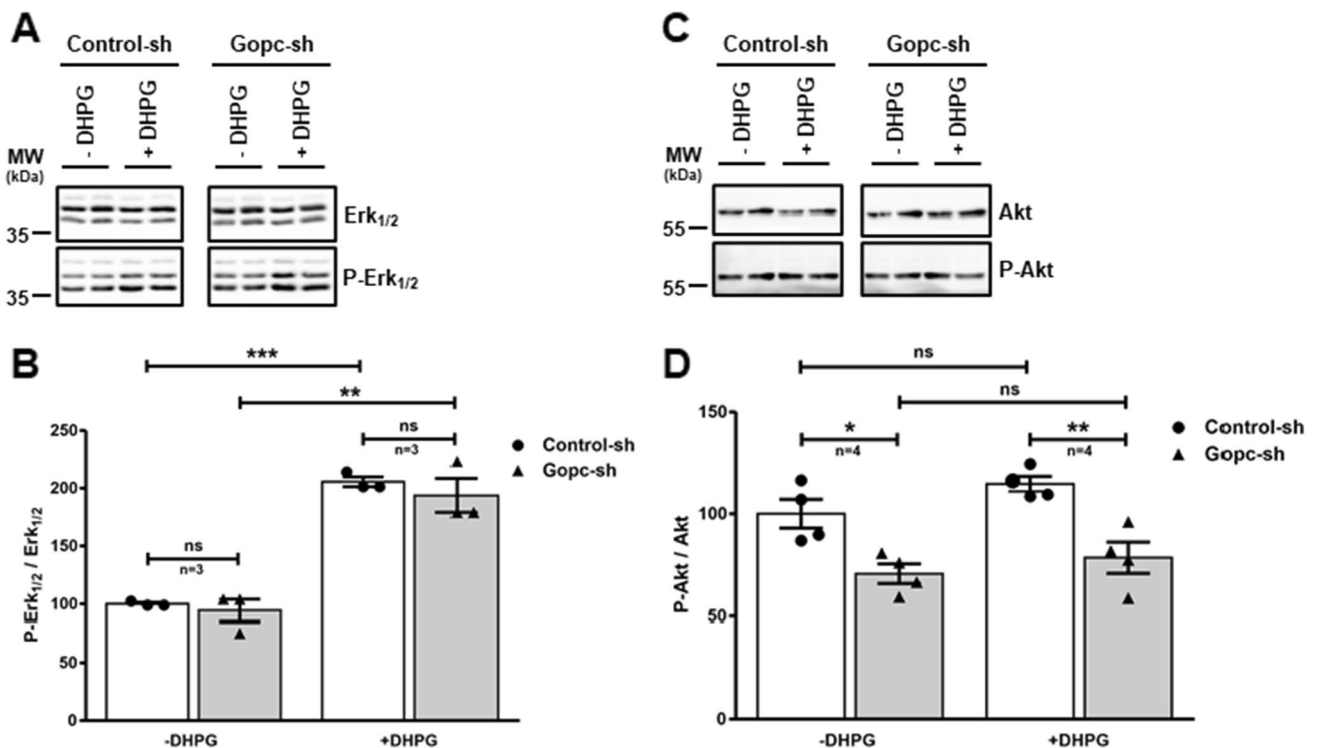 A
Control-sh Gopc-sh
- DHPG + DHPG - DHPG + DHPG
MW
(kDa)
Erk1/2
35
P-Erk1/2
35
C
Control-sh Gopc-sh
- DHPG + DHPG - DHPG + DHPG
Akt
55
P-Akt
55
B
***
**
ns
n=3
ns
n=3
Control-sh
Gopc-sh
P-Erk1/2 / Erk1/2
250
200
150
100
50
0
-DHPG +DHPG
D
ns
ns
*
n=4
**
n=4
Control-sh
Gopc-sh
P-Akt / Akt
150
100
50
0
-DHPG +DHPG